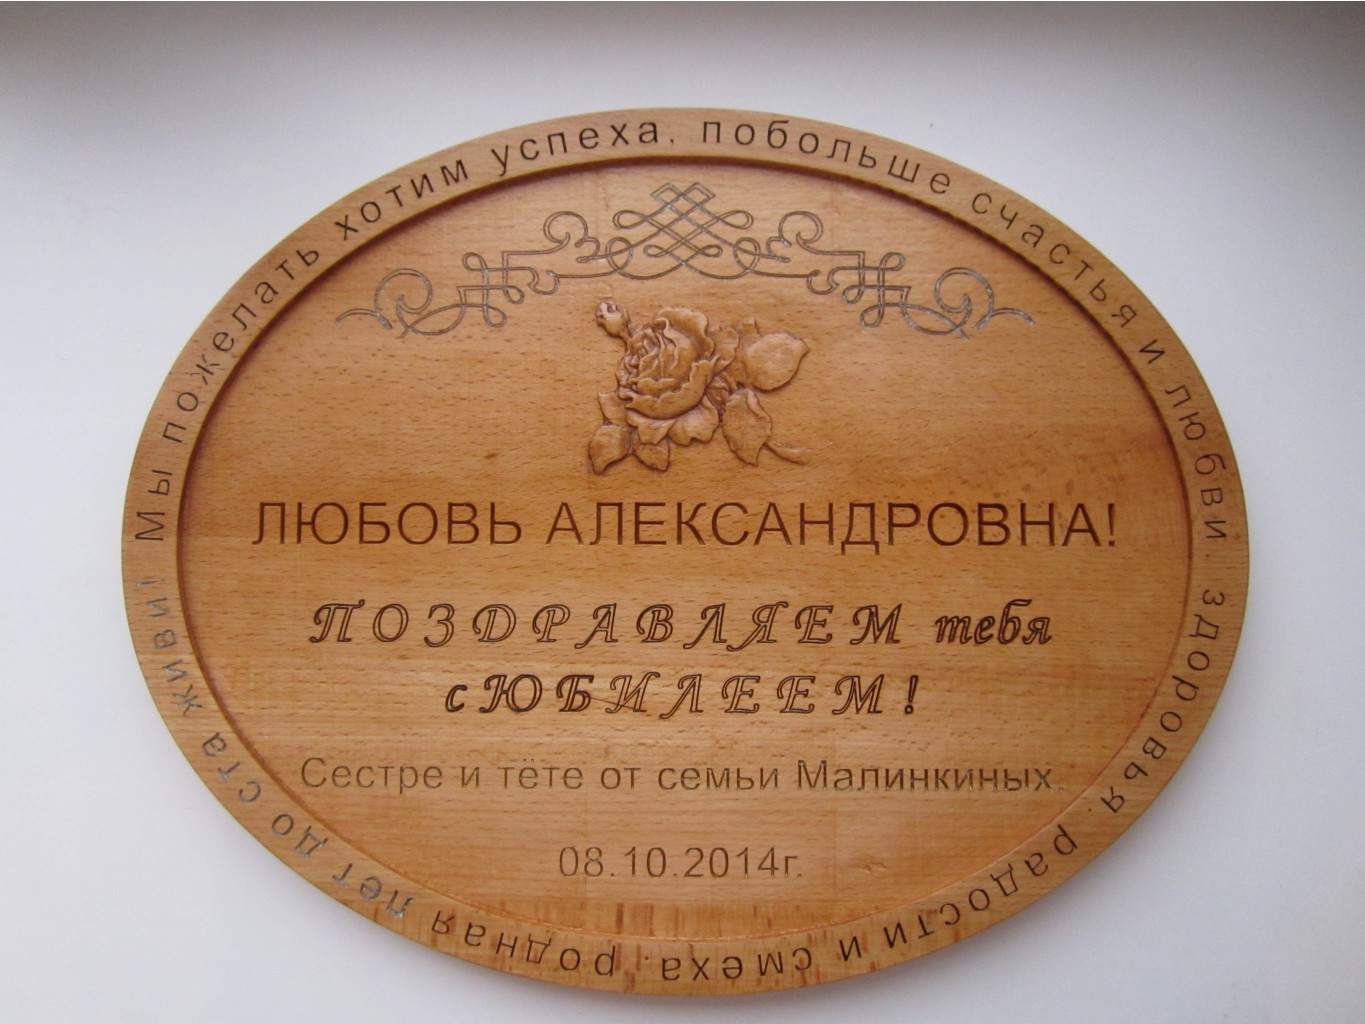 Мы пожелать хотим успеха, побольше счастья и любви, здоровья, радости и смеха, родная лет до ста живи!
ЛЮБОВЬ АЛЕКСАНДРОВНА!
ПОЗДРАВЛЯЕМ тебя
с ЮБИЛЕЕМ!
Сестре и тёте от семьи Малинкиных.
08.10.2014г.